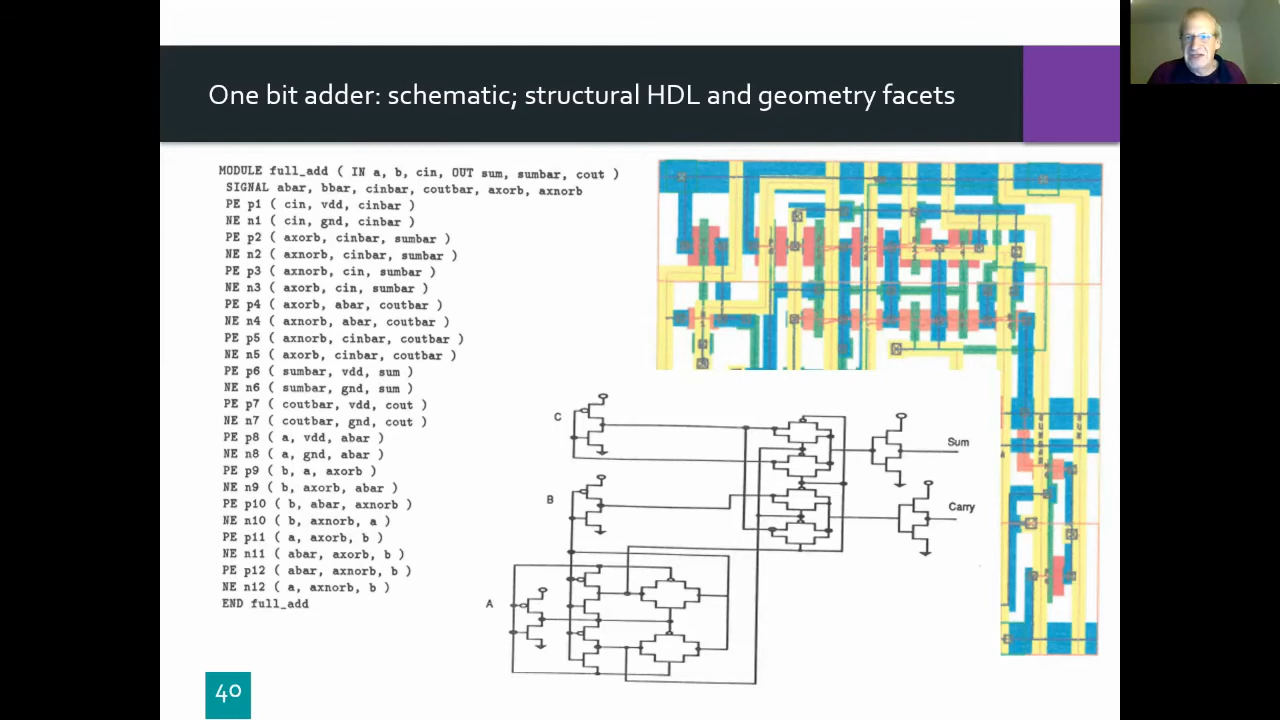 One bit adder: schematic; structural HDL and geometry facets
MODULE full_add ( IN a, b, cin, OUT sum, sumbar, cout )
SIGNAL abar, bbar, cinbar, coutbar, axorb, axnorb
PE p1 ( cin, vdd, cinbar )
NE n1 ( cin, gnd, cinbar )
PE p2 ( axorb, cinbar, sumbar )
NE n2 ( axnorb, cinbar, sumbar )
PE p3 ( axnorb, cin, sumbar )
NE n3 ( axorb, cin, sumbar )
PE p4 ( axorb, abar, coutbar )
NE n4 ( axnorb, abar, coutbar )
PE p5 ( axnorb, cinbar, coutbar )
NE n5 ( axorb, cinbar, coutbar )
PE p6 ( sumbar, vdd, sum )
NE n6 ( sumbar, gnd, sum )
PE p7 ( coutbar, vdd, cout )
NE n7 ( coutbar, gnd, cout )
PE p8 ( a, vdd, abar )
NE n8 ( a, gnd, abar )
PE p9 ( b, a, axorb )
NE n9 ( b, axorb, abar )
PE p10 ( b, abar, axnorb )
NE n10 ( b, axnorb, a )
PE p11 ( a, axorb, b )
NE n11 ( abar, axorb, b )
PE p12 ( abar, axnorb, b )
NE n12 ( a, axnorb, b )
END full_add
C
Sum
B
Carry
A
40